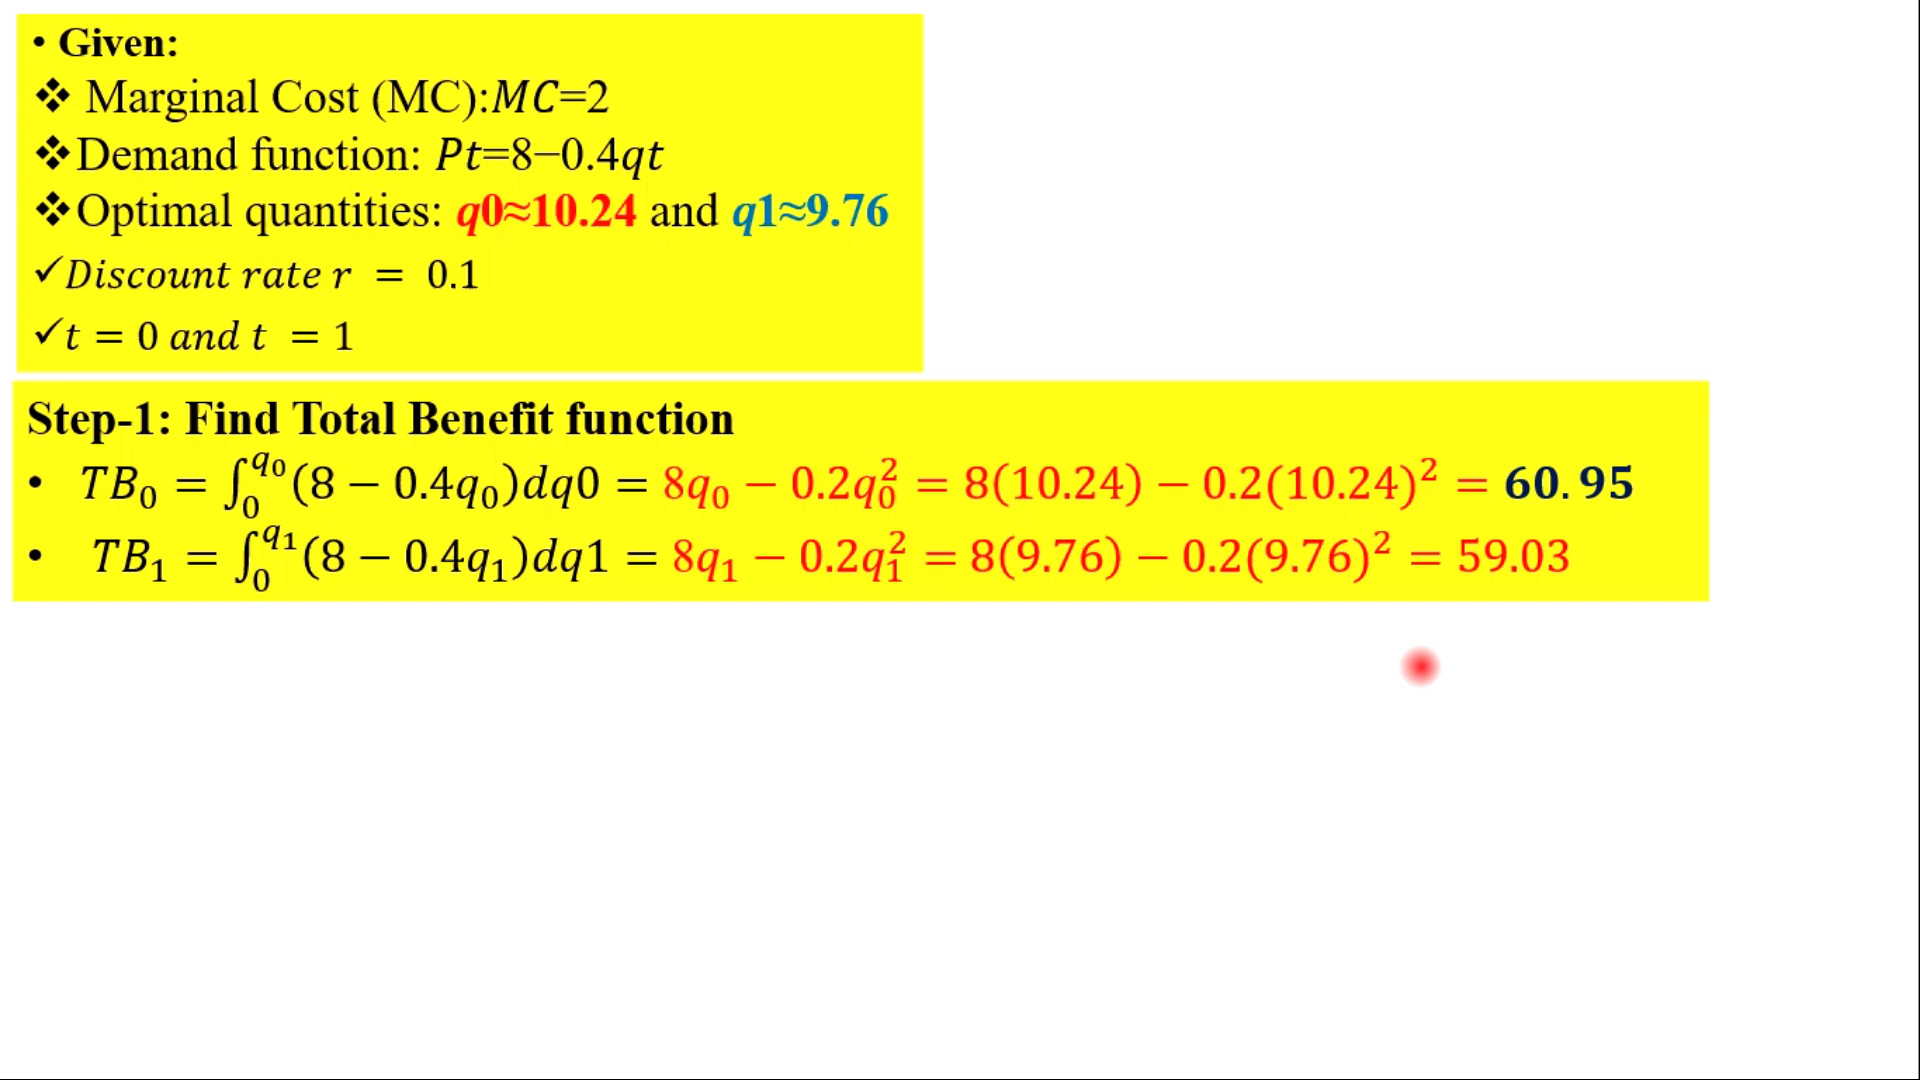 • Given:
❖ Marginal Cost (MC):𝑀𝐶=2
❖Demand function: 𝑃𝑡=8−0.4𝑞𝑡
❖Optimal quantities: q0≈10.24 and q1≈9.76
✓Discount rate r = 0.1
✓t = 0 and t = 1
Step-1: Find Total Benefit function
• TB₀ = ∫₀^q₀ (8 − 0.4q₀)dq0 = 8q₀ − 0.2q₀² = 8(10.24) − 0.2(10.24)² = 60.95
• TB₁ = ∫₀^q₁ (8 − 0.4q₁)dq1 = 8q₁ − 0.2q₁² = 8(9.76) − 0.2(9.76)² = 59.03